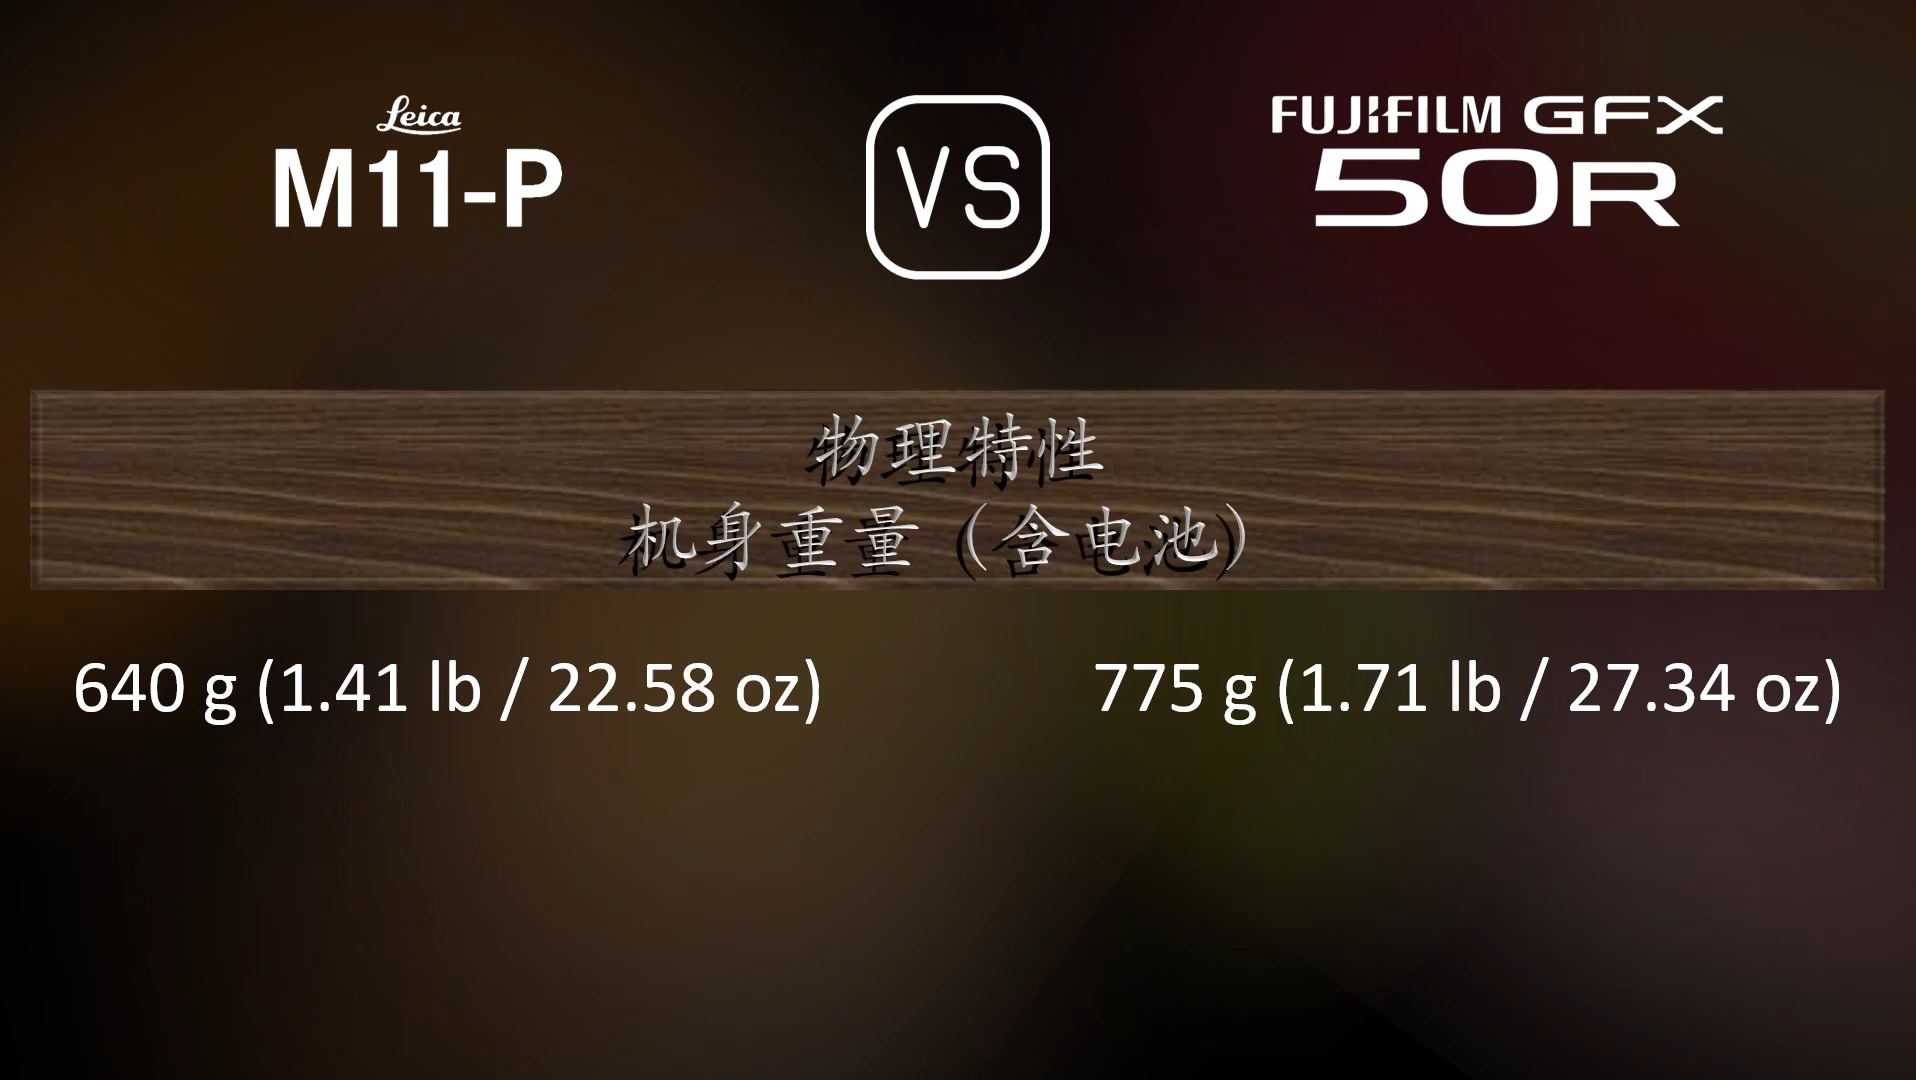 Leica
M11-P
VS
FUJIFILM GFX
50R
物理特性
机身重量（含电池）
640 g (1.41 lb / 22.58 oz)
775 g (1.71 lb / 27.34 oz)